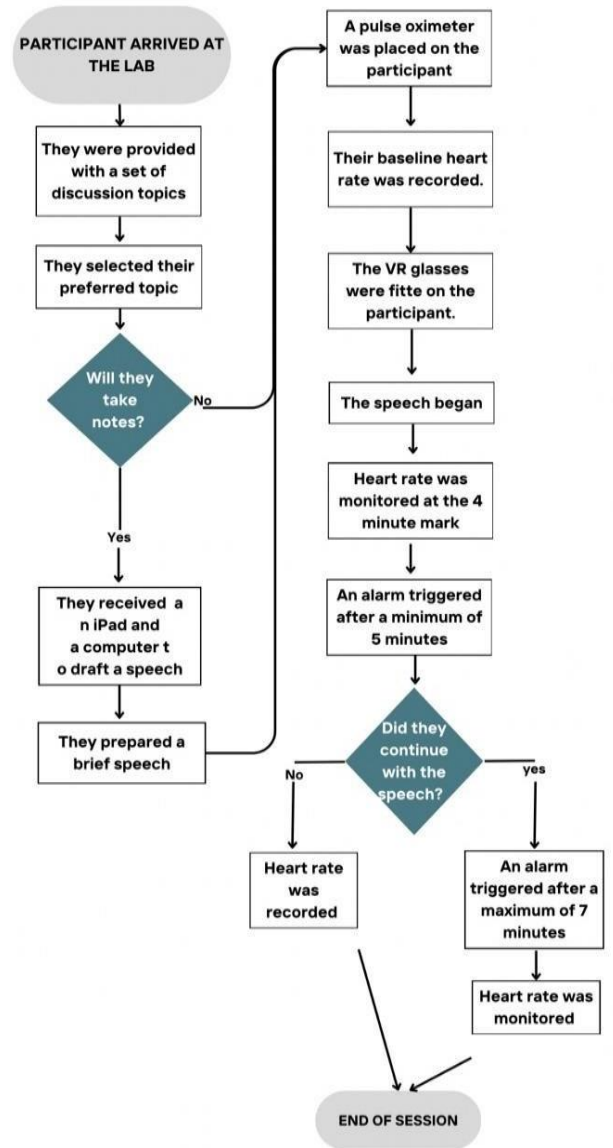 PARTICIPANT ARRIVED AT
THE LAB
They were provided
with a set of
discussion topics
They selected their
preferred topic
Will they
take
notes?
No
Yes
They received a
n iPad and
a computer t
o draft a speech
They prepared a
brief speech
A pulse oximeter
was placed on the
participant
Their baseline heart
rate was recorded.
The VR glasses
were fitte on the
participant.
The speech began
Heart rate was
monitored at the 4
minute mark
An alarm triggered
after a minimum of
5 minutes
Did they
continue
with the
speech?
No
yes
Heart rate
was
recorded
An alarm
triggered after a
maximum of 7
minutes
Heart rate was
monitored
END OF SESSION